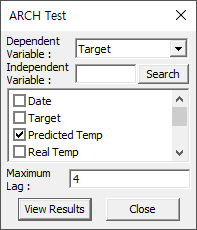 ARCH Test
Dependent
Variable :
Target
Independent
Variable :
Search
Date
Target
Predicted Temp
Real Temp
Maximum
Lag :
4
View Results
Close